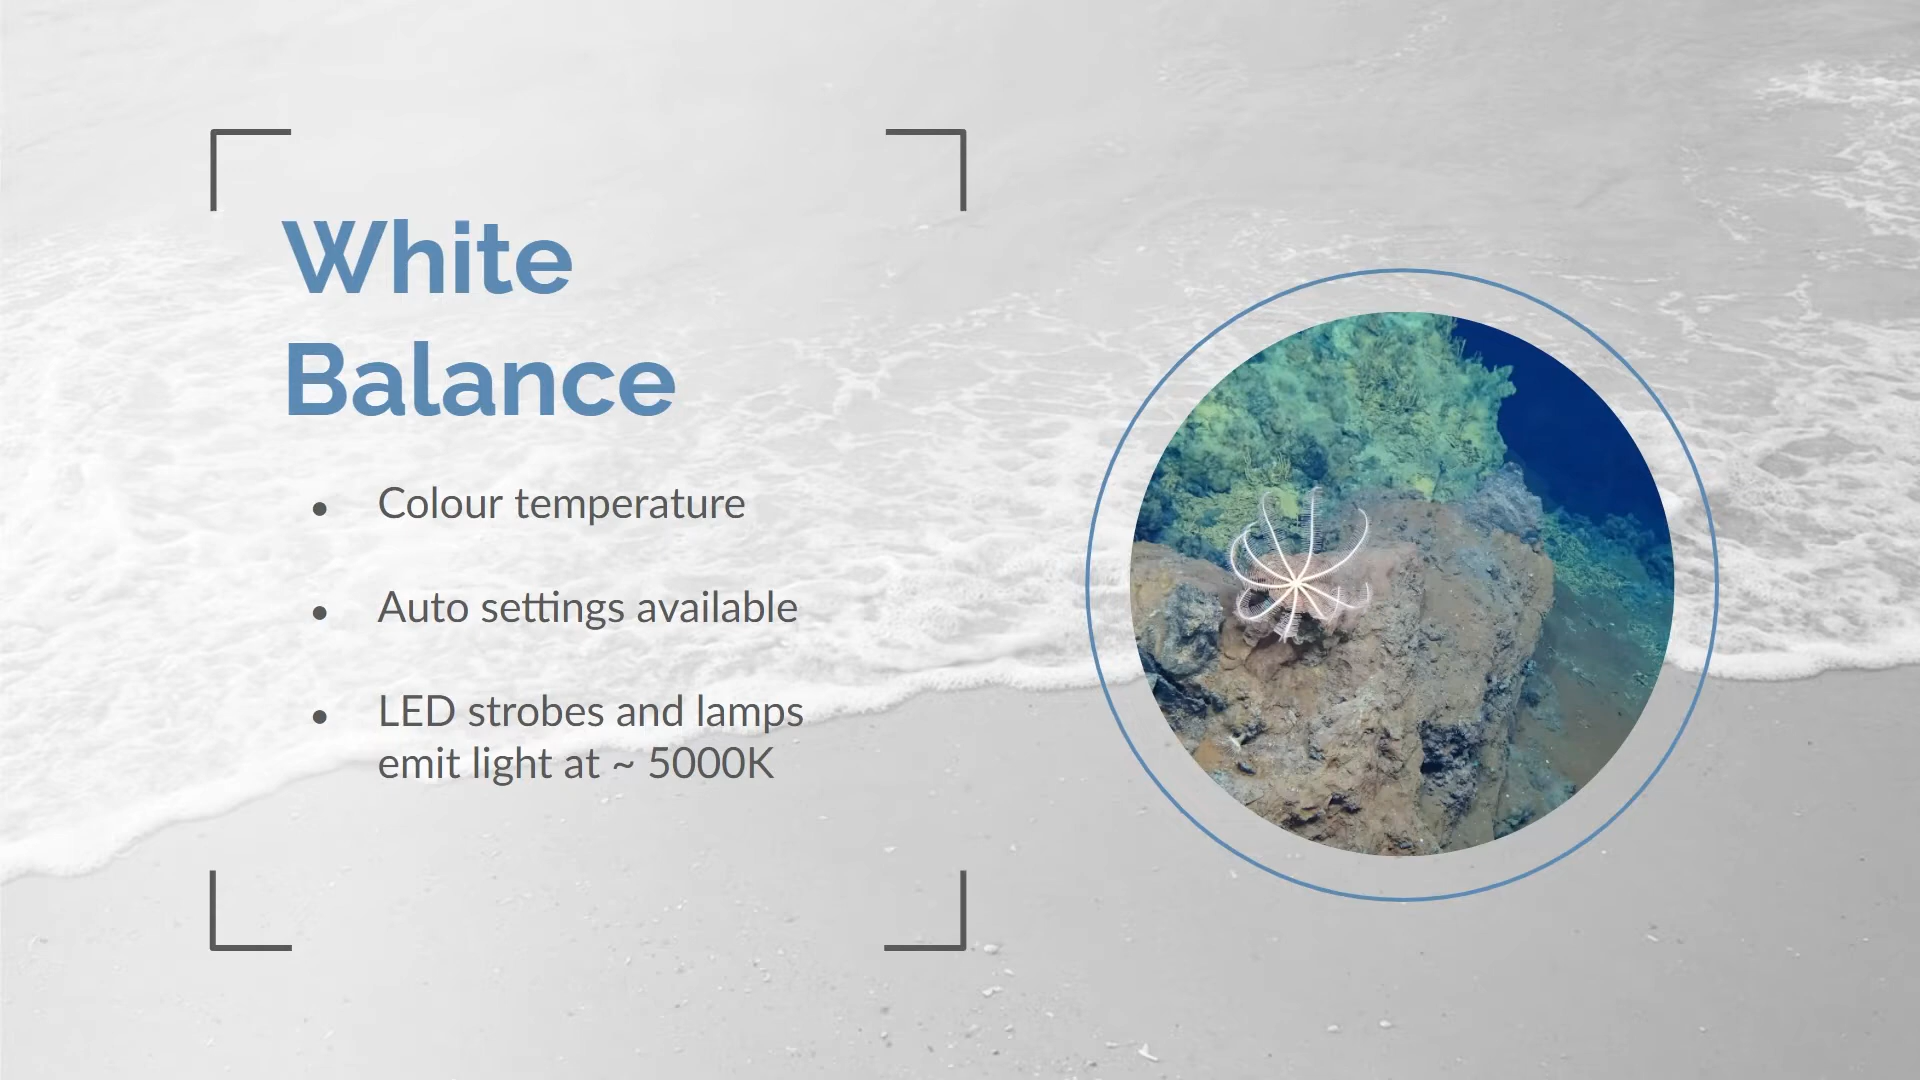 White
Balance
• Colour temperature
• Auto settings available
• LED strobes and lamps
emit light at ~ 5000K